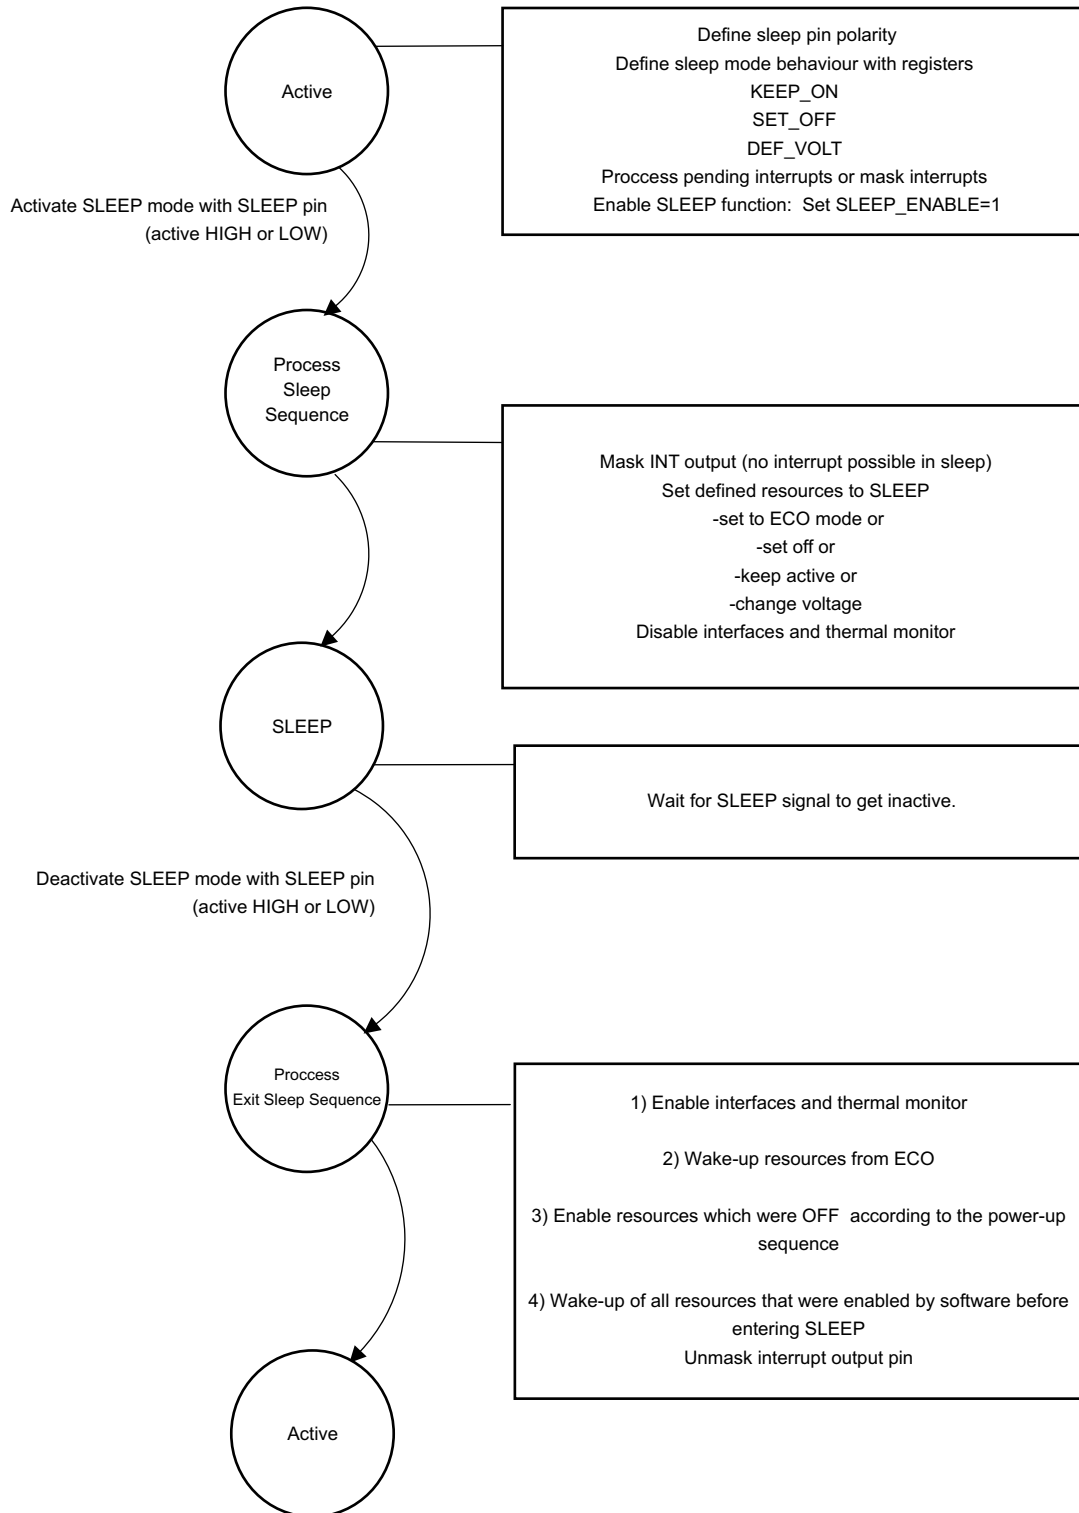 Active
Define sleep pin polarity
Define sleep mode behaviour with registers
KEEP_ON
SET_OFF
DEF_VOLT
Proccess pending interrupts or mask interrupts
Enable SLEEP function: Set SLEEP_ENABLE=1
Activate SLEEP mode with SLEEP pin
(active HIGH or LOW)
Process
Sleep
Sequence
Mask INT output (no interrupt possible in sleep)
Set defined resources to SLEEP
-set to ECO mode or
-set off or
-keep active or
-change voltage
Disable interfaces and thermal monitor
SLEEP
Wait for SLEEP signal to get inactive.
Deactivate SLEEP mode with SLEEP pin
(active HIGH or LOW)
Proccess
Exit Sleep Sequence
1) Enable interfaces and thermal monitor
2) Wake-up resources from ECO
3) Enable resources which were OFF according to the power-up
sequence
4) Wake-up of all resources that were enabled by software before
entering SLEEP
Unmask interrupt output pin
Active